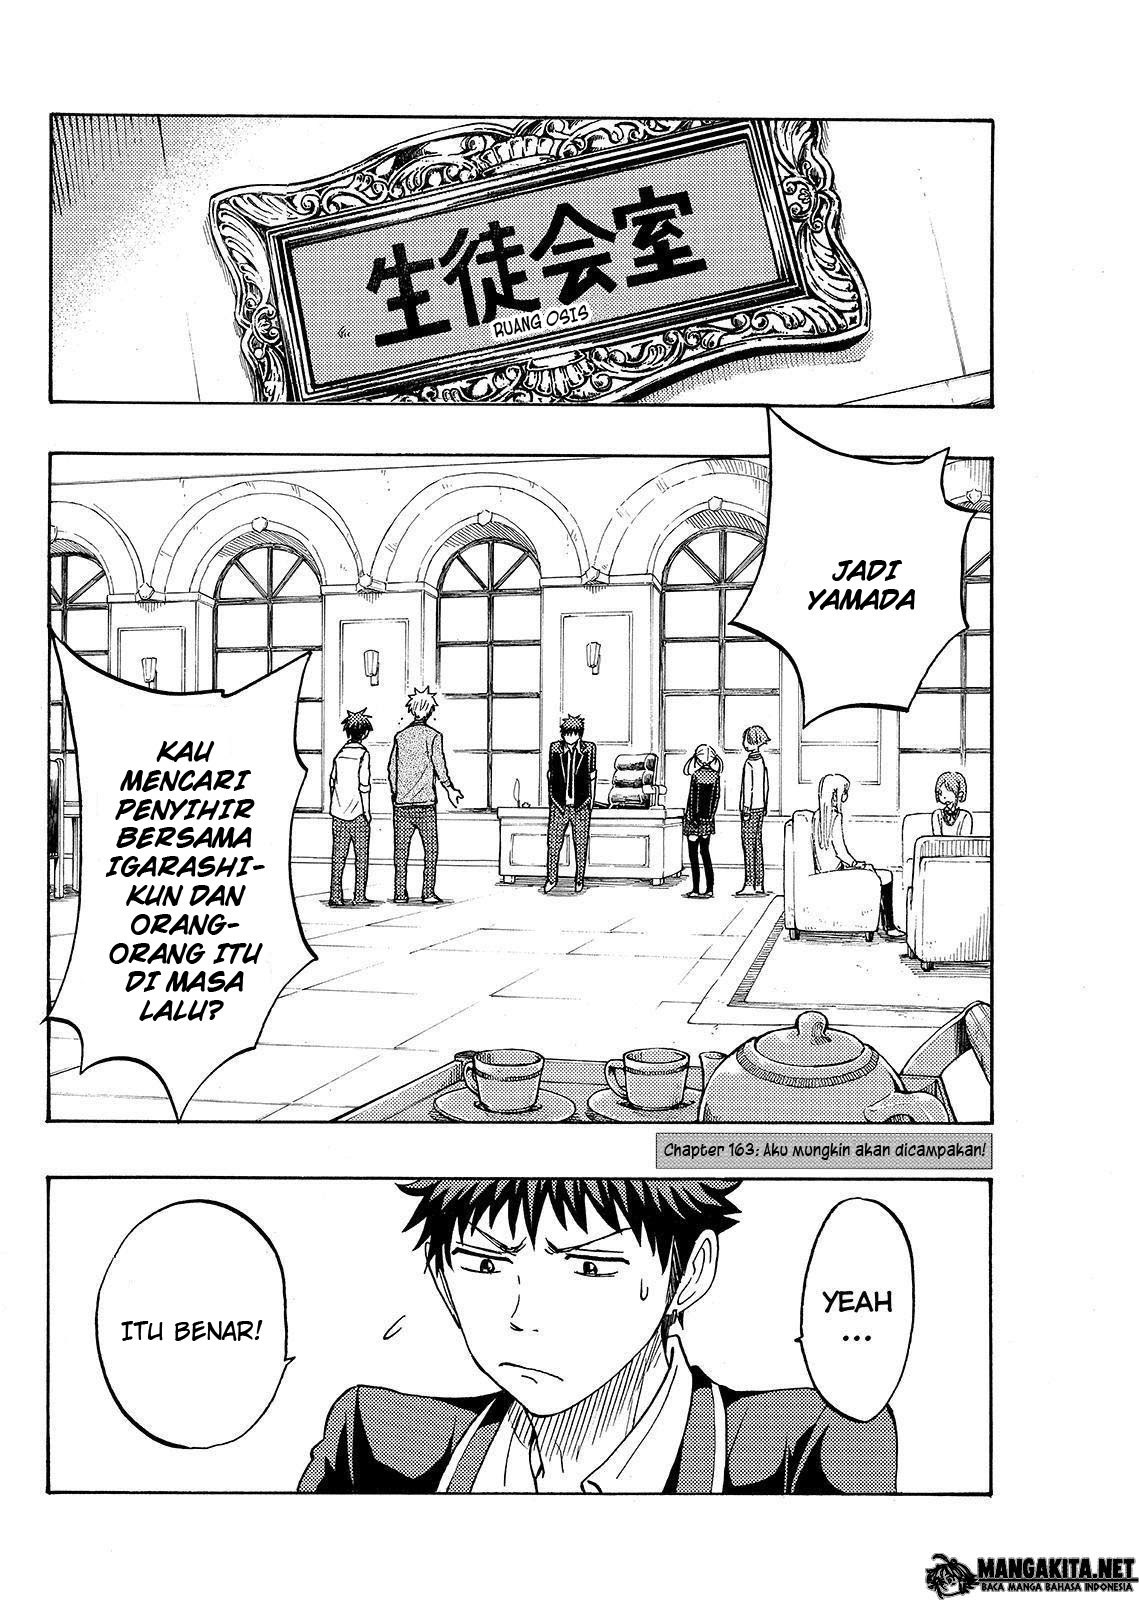 生徒会室
RUANG OSIS
JADI
YAMADA
KAU
MENCARI
PENYIHIR
BERSAMA
IGARASHI-
KUN DAN
ORANG-
ORANG ITU
DI MASA
LALU?
Chapter 163: Aku mungkin akan dicampakan!
YEAH
...
ITU BENAR!
MANGAKITA.NET
BACA MANGA BAHASA INDONESIA